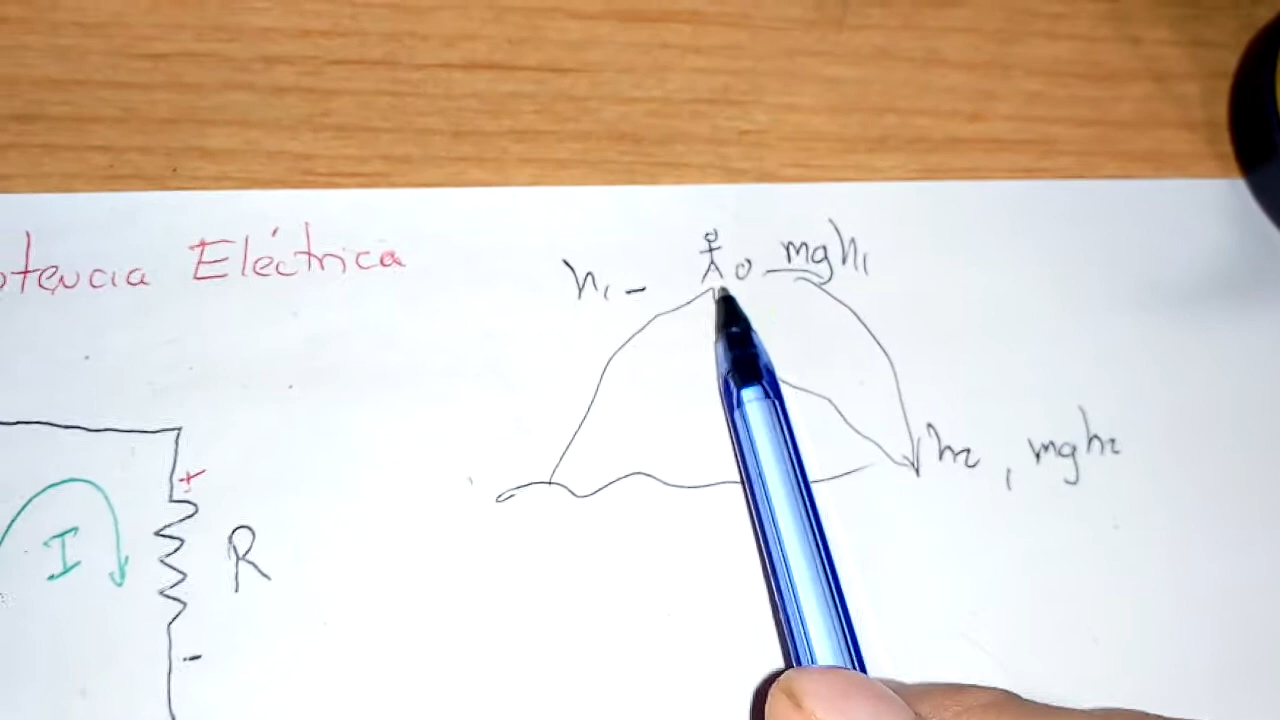 otencia Eléctrica
h₁ - mgh₁
h₂ , mgh₂
+
I
R
-